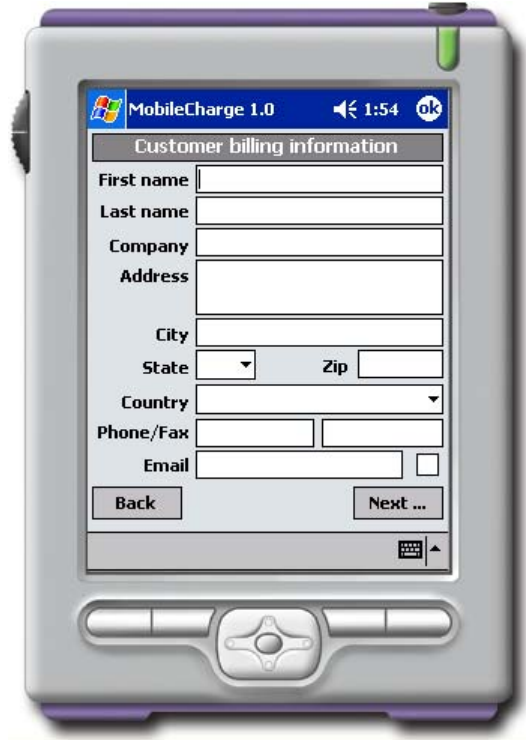 MobileCharge 1.0 1:54 ok
Customer billing information
First name
Last name
Company
Address
City
State Zip
Country
Phone/Fax
Email
Back Next ...